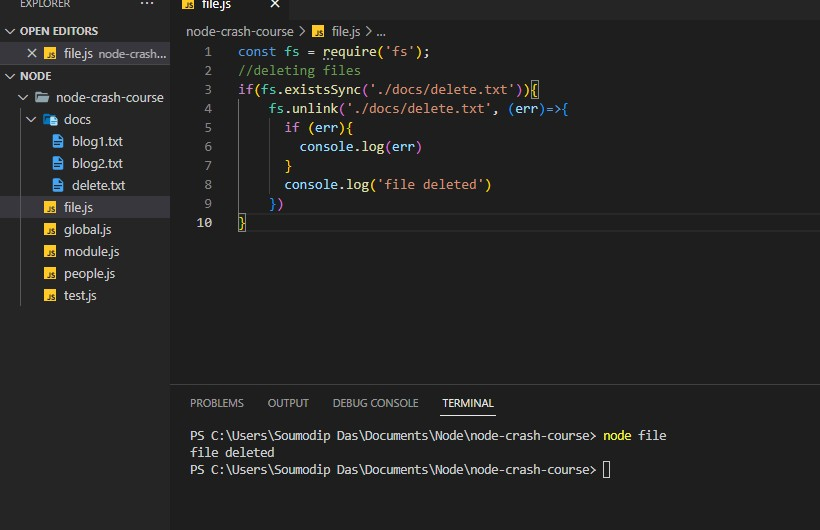 EXPLORER ...
OPEN EDITORS
file.js node-crash...
NODE
node-crash-course
docs
blog1.txt
blog2.txt
delete.txt
file.js
global.js
module.js
people.js
test.js
file.js
node-crash-course > file.js > ...
1 const fs = require('fs');
2 //deleting files
3 if(fs.existsSync('./docs/delete.txt')){
4 fs.unlink('./docs/delete.txt', (err)=>{
5 if (err){
6 console.log(err)
7 }
8 console.log('file deleted')
9 })
10 }
PROBLEMS OUTPUT DEBUG CONSOLE TERMINAL
PS C:\Users\Soumodip Das\Documents\Node\node-crash-course> node file
file deleted
PS C:\Users\Soumodip Das\Documents\Node\node-crash-course>